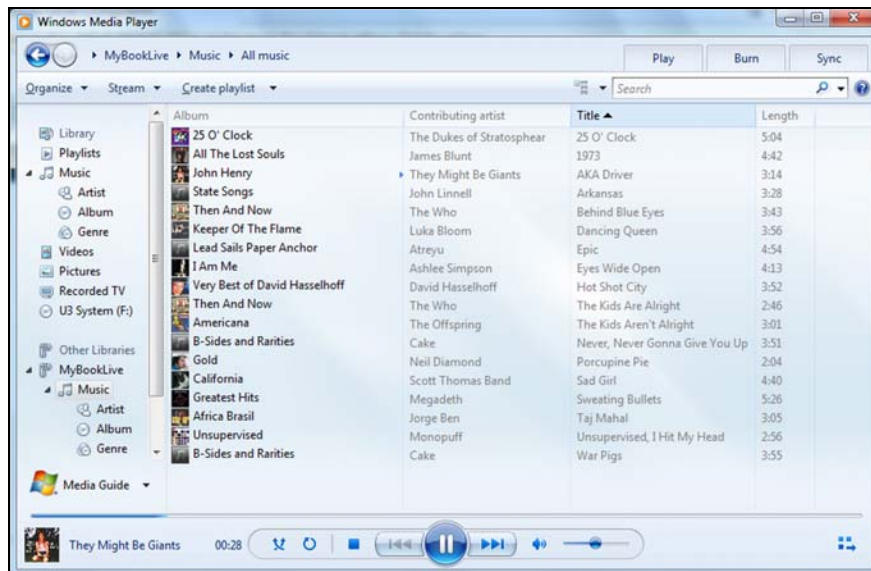 Windows Media Player
MyBookLive Music All music
Play Burn Sync
Organize Stream Create playlist Search
Album Contributing artist Title Length
25 O' Clock The Dukes of Stratosphear 25 O' Clock 5:04
All The Lost Souls James Blunt 1973 4:42
John Henry They Might Be Giants AKA Driver 3:14
State Songs John Linnell Arkansas 3:28
Then And Now The Who Behind Blue Eyes 3:43
Keeper Of The Flame Luka Bloom Dancing Queen 3:56
Lead Sails Paper Anchor Atreyu Epic 4:54
I Am Me Ashlee Simpson Eyes Wide Open 4:13
Very Best of David Hasselhoff David Hasselhoff Hot Shot City 3:52
Then And Now The Who The Kids Are Alright 2:46
Americana The Offspring The Kids Aren't Alright 3:01
B-Sides and Rarities Cake Never, Never Gonna Give You Up 3:51
Gold Neil Diamond Porcupine Pie 2:04
California Scott Thomas Band Sad Girl 4:40
Greatest Hits Megadeth Sweating Bullets 5:26
Africa Brasil Jorge Ben Taj Mahal 3:05
Unsupervised Monopuff Unsupervised, I Hit My Head 2:56
B-Sides and Rarities Cake War Pigs 3:55
Library
Playlists
Music
Artist
Album
Genre
Videos
Pictures
Recorded TV
U3 System (F:)
Other Libraries
MyBookLive
Music
Artist
Album
Genre
Media Guide
They Might Be Giants 00:28